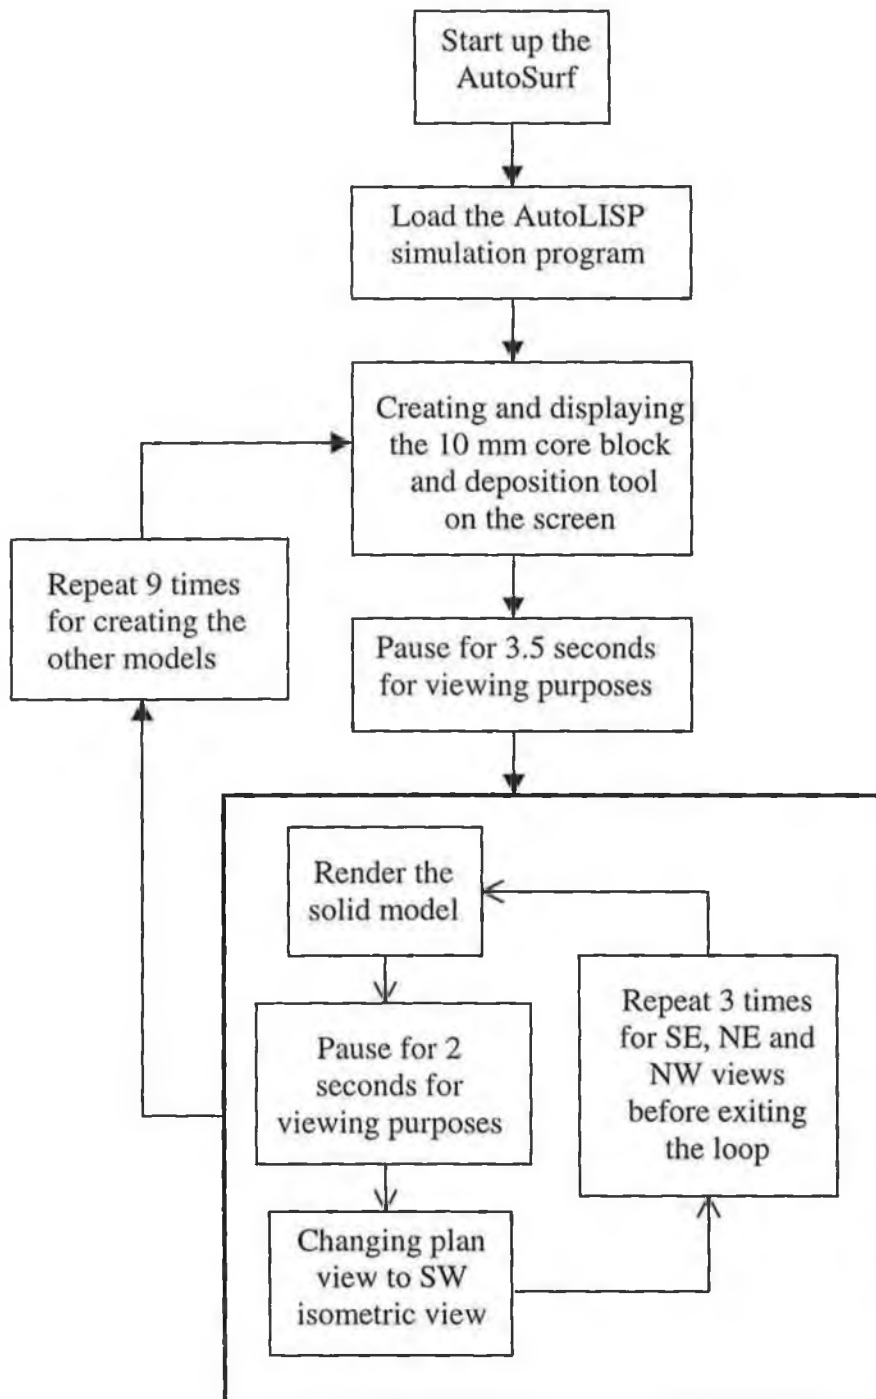 Start up the
AutoSurf
Load the AutoLISP
simulation program
Creating and displaying
the 10 mm core block
and deposition tool
on the screen
Repeat 9 times
for creating the
other models
Pause for 3.5 seconds
for viewing purposes
Render the
solid model
Pause for 2
seconds for
viewing purposes
Changing plan
view to SW
isometric view
Repeat 3 times
for SE, NE and
NW views
before exiting
the loop